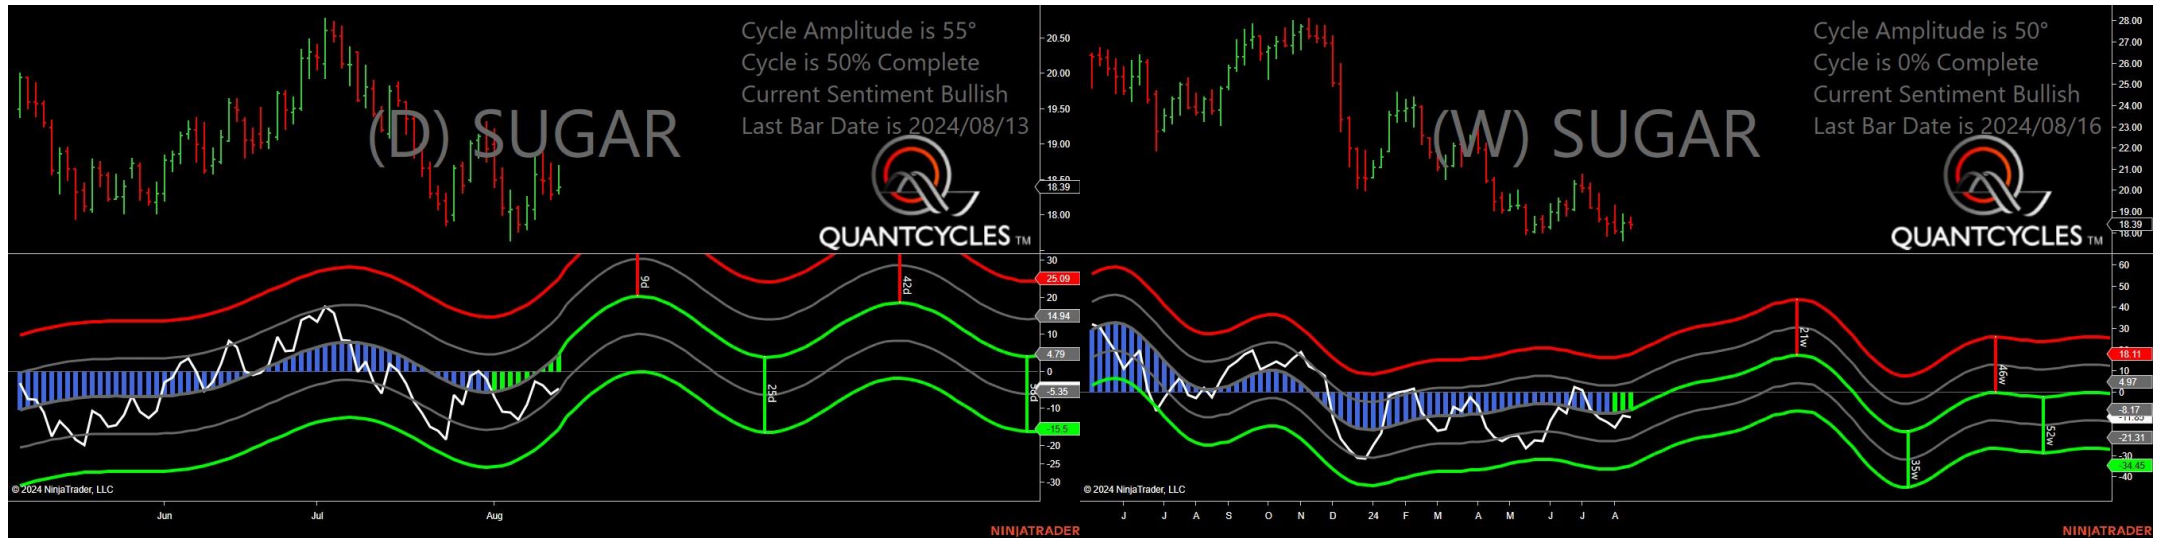 Cycle Amplitude is 55°
Cycle is 50% Complete
Current Sentiment Bullish
Last Bar Date is 2024/08/13
(D) SUGAR
QUANTCYCLES TM
20.50
20.00
19.50
19.00
18.50
18.39
18.00
30
25.09
20
14.94
10
4.79
0
-5.35
-10
-15.5
-20
-25
-30
9d
25d
42d
© 2024 NinjaTrader, LLC
Jun Jul Aug
NINJATRADER
Cycle Amplitude is 50°
Cycle is 0% Complete
Current Sentiment Bullish
Last Bar Date is 2024/08/16
(W) SUGAR
QUANTCYCLES TM
28.00
27.00
26.00
25.00
24.00
23.00
22.00
21.00
20.00
19.00
18.39
18.00
60
50
40
30
18.11
10
4.97
0
-8.17
-21.31
-30
-34.45
-40
21w
35w
46w
52w
© 2024 NinjaTrader, LLC
J J A S O N D 24 F M A M J J A
NINJATRADER